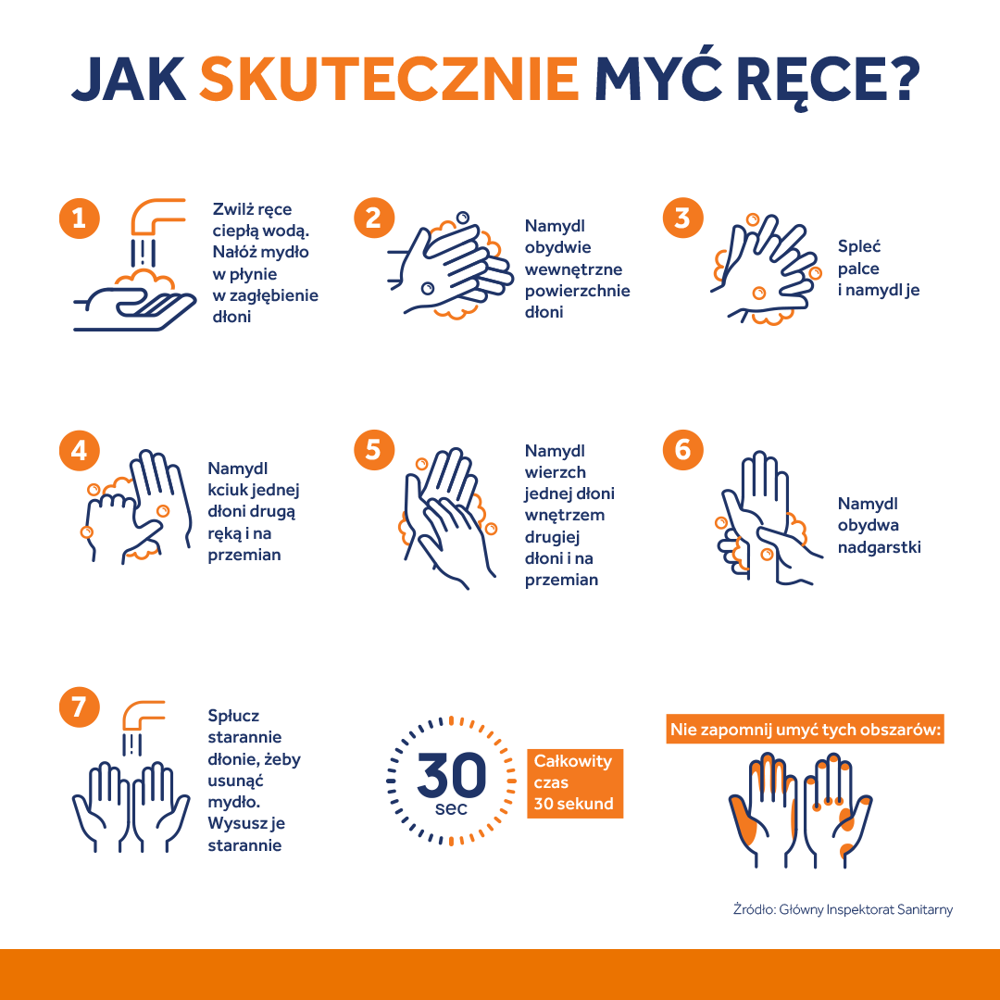 JAK SKUTECZNIE MYĆ RĘCE?
1
Zwilż ręce
ciepłą wodą.
Nałóż mydło
w płynie
w zagłębienie
dłoni
2
Namydl
obydwie
wewnętrzne
powierzchnie
dłoni
3
Spleć
palce
i namydl je
4
Namydl
kciuk jednej
dłoni drugą
ręką i na
przemian
5
Namydl
wierzch
jednej dłoni
wnętrzem
drugiej
dłoni i na
przemian
6
Namydl
obydwa
nadgarstki
7
Spłucz
starannie
dłonie, żeby
usunąć
mydło.
Wysusz je
starannie
30
sec
Całkowity
czas
30 sekund
Nie zapomnij umyć tych obszarów:
Źródło: Główny Inspektorat Sanitarny